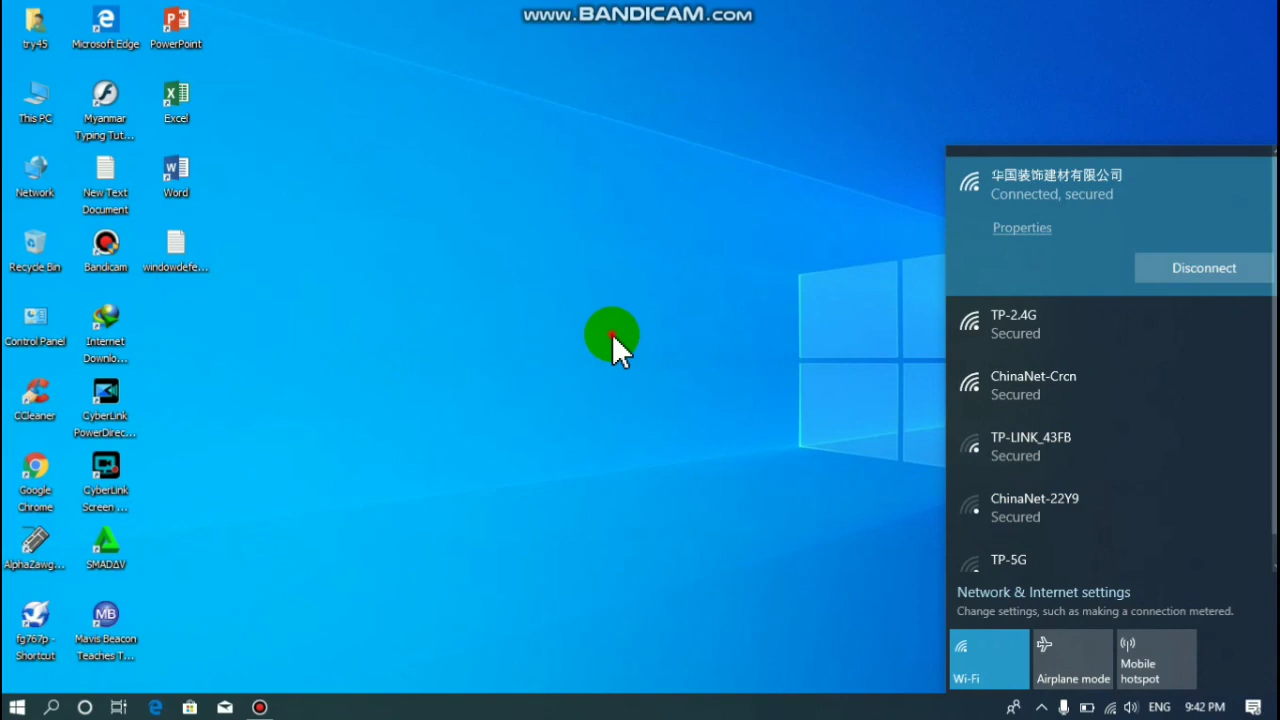 www.BANDICAM.com
try45
Microsoft Edge
PowerPoint
This PC
Myanmar
Typing Tut...
Excel
Network
New Text
Document
Word
Recycle Bin
Bandicam
windowdefe...
Control Panel
Internet
Downlo...
CCleaner
CyberLink
PowerDirec...
Google
Chrome
CyberLink
Screen ...
AlphaZawg...
SMADΔV
fg767p -
Shortcut
MB
Mavis Beacon
Teaches T...
华国装饰建材有限公司
Connected, secured
Properties
Disconnect
TP-2.4G
Secured
ChinaNet-Crcn
Secured
TP-LINK_43FB
Secured
ChinaNet-22Y9
Secured
TP-5G
Network & Internet settings
Change settings, such as making a connection metered.
Wi-Fi
Airplane mode
Mobile
hotspot
ENG
9:42 PM